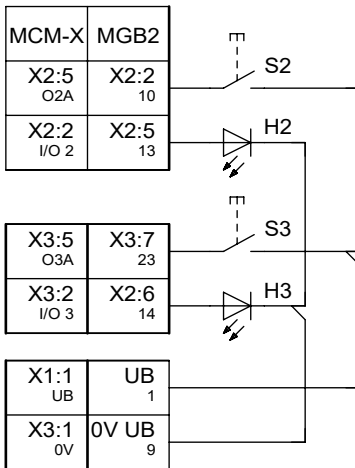 MCM-X MGB2
X2:5 X2:2 S2
O2A 10
X2:2 X2:5 H2
I/O 2 13
X3:5 X3:7 S3
O3A 23
X3:2 X2:6 H3
I/O 3 14
X1:1 UB
UB 1
X3:1 0V UB
0V 9